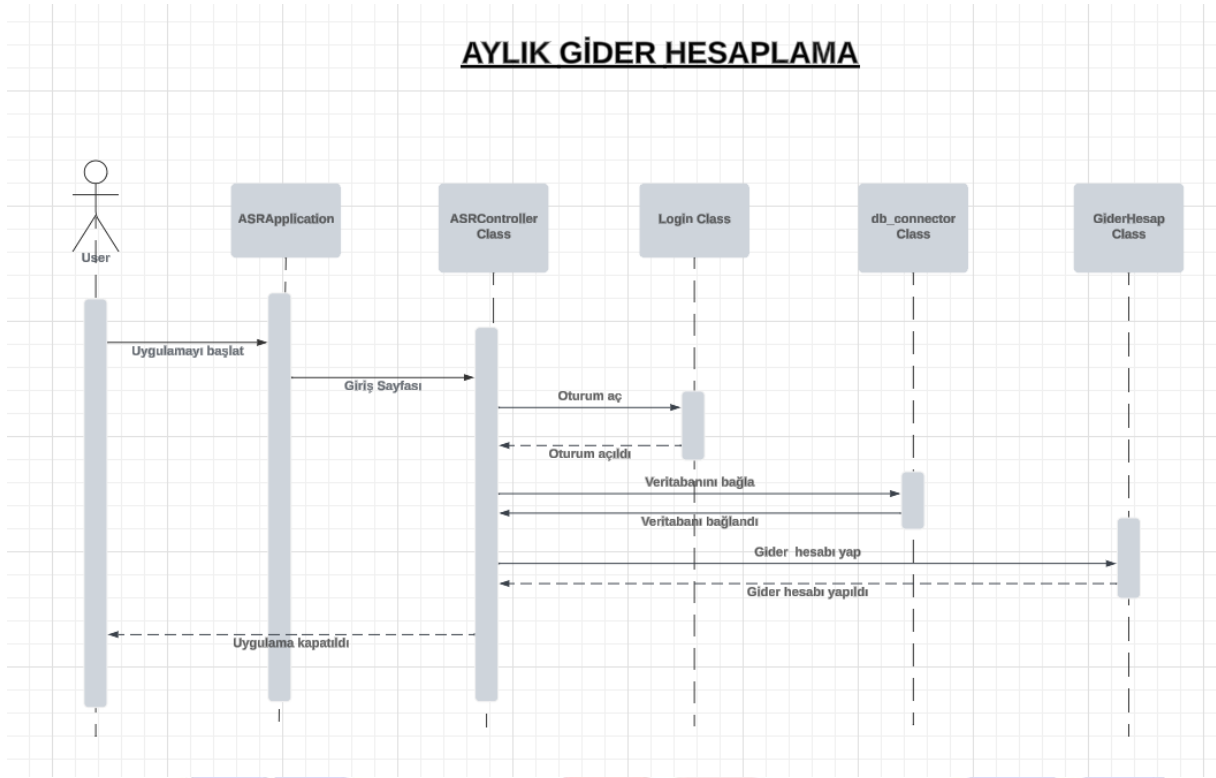 AYLIK GİDER HESAPLAMA
User
ASRApplication
ASRController
Class
Login Class
db_connector
Class
GiderHesap
Class
Uygulamayı başlat
Giriş Sayfası
Oturum aç
Oturum açıldı
Veritabanını bağla
Veritabanı bağlandı
Gider hesabı yap
Gider hesabı yapıldı
Uygulama kapatıldı